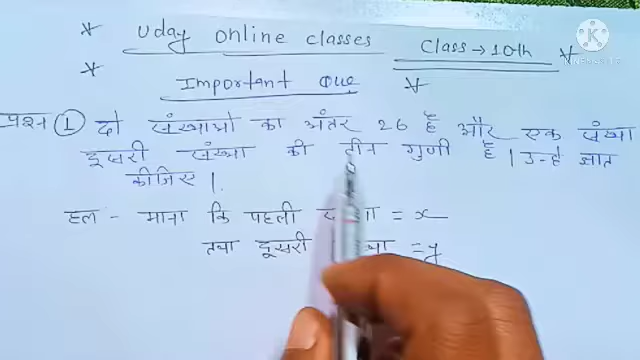 * Uday Online classes Class → 10th *
* Important Que *
प्रश्न ① दो संख्याओ का अंतर 26 है और एक संख्या
दूसरी संख्या की तीन गुणी है । उन्हे ज्ञात
कीजिए ।
हल - माना कि पहली = x
तथा दूसरी = y
KINEMASTER